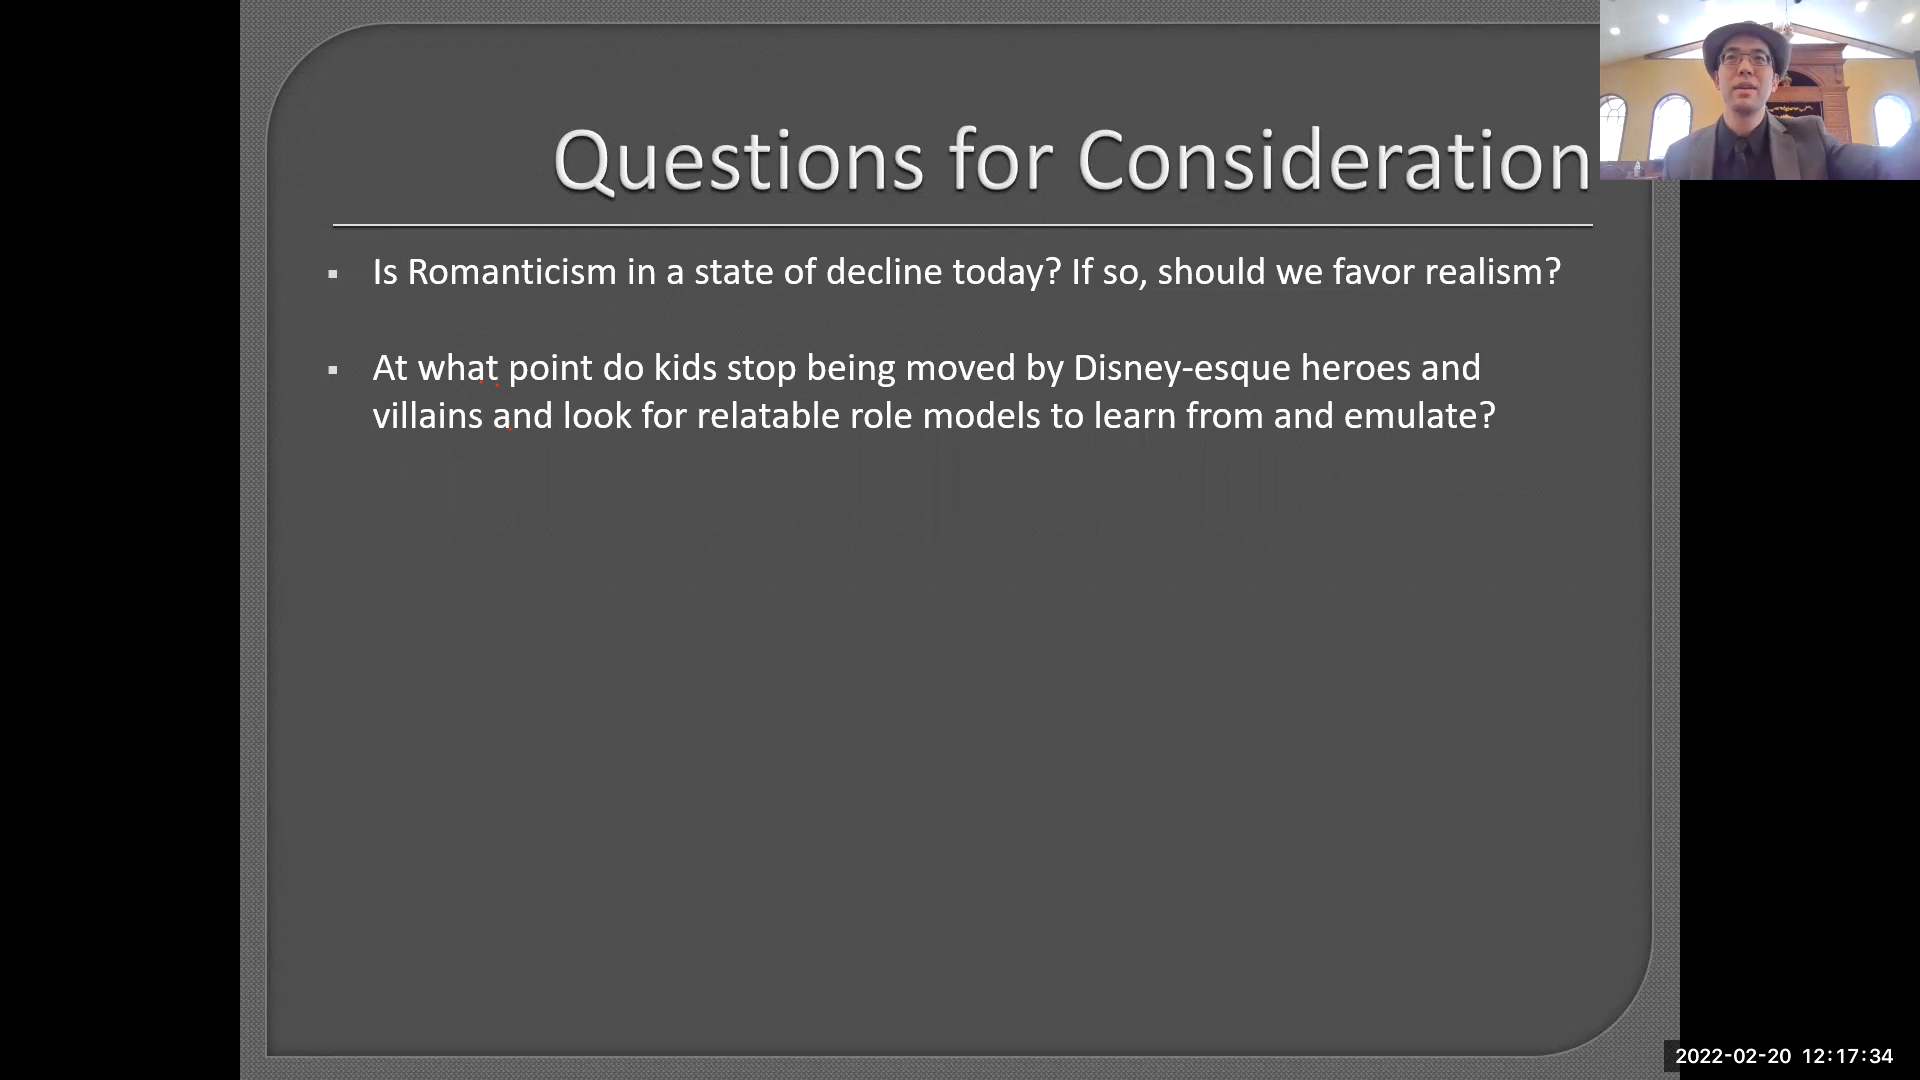 Questions for Consideration
Is Romanticism in a state of decline today? If so, should we favor realism?
At what point do kids stop being moved by Disney-esque heroes and
villains and look for relatable role models to learn from and emulate?
2022-02-20 12:17:34